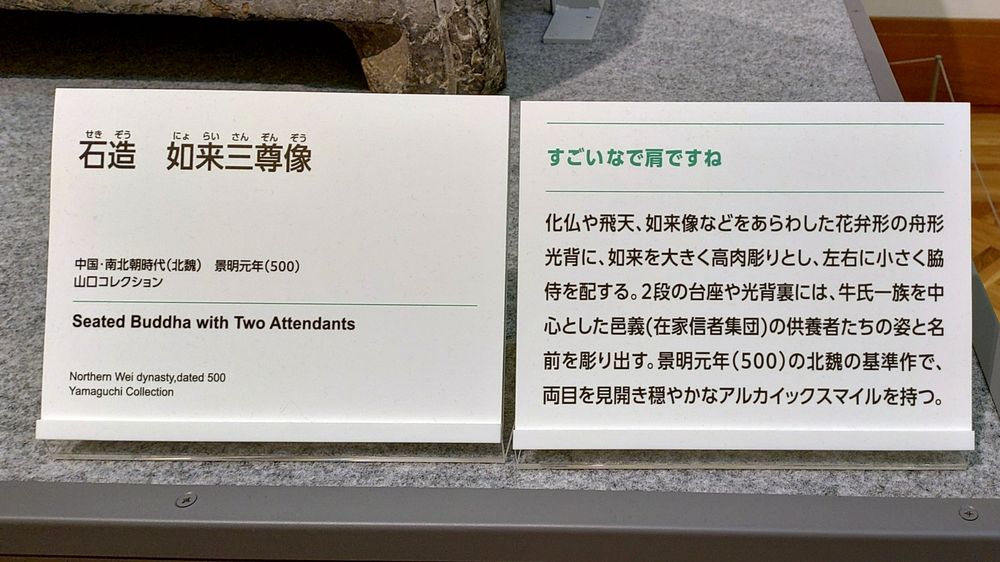 せき ぞう にょ らい さん ぞん ぞう
石造 如来三尊像
中国・南北朝時代(北魏) 景明元年(500)
山口コレクション
Seated Buddha with Two Attendants
Northern Wei dynasty,dated 500
Yamaguchi Collection
すごいなで肩ですね
化仏や飛天、如来像などをあらわした花弁形の舟形
光背に、如来を大きく高肉彫りとし、左右に小さく脇
侍を配する。2段の台座や光背裏には、牛氏一族を中
心とした邑義(在家信者集団)の供養者たちの姿と名
前を彫り出す。景明元年(500)の北魏の基準作で、
両目を見開き穏やかなアルカイックスマイルを持つ。